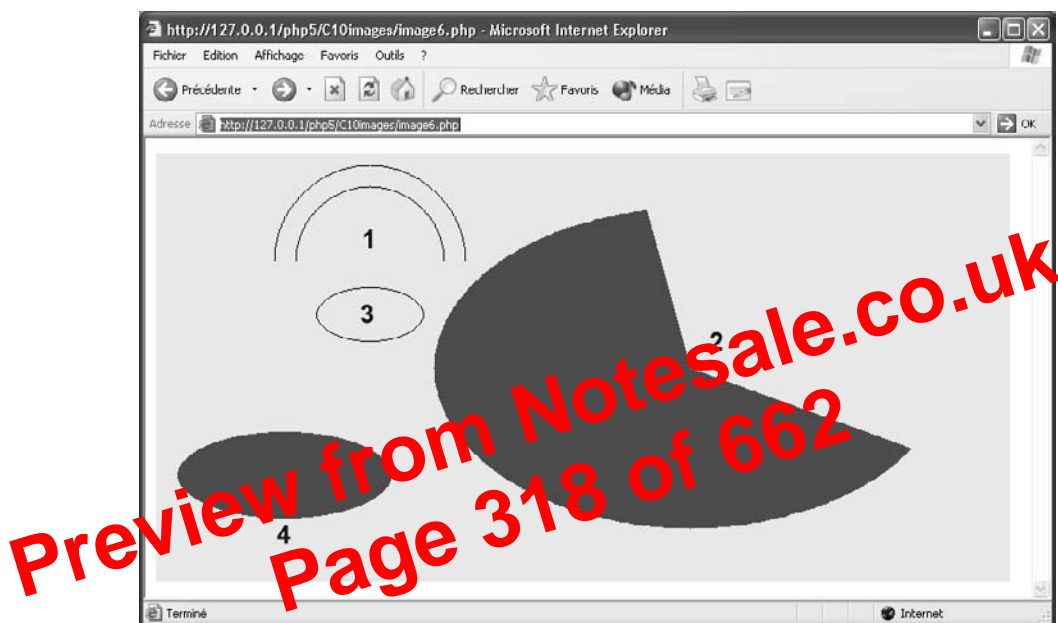 http://127.0.0.1/php5/C10images/image6.php - Microsoft Internet Explorer
Fichier Edition Affichage Favoris Outils ?
Précédente Rechercher Favoris Média
Adresse http://127.0.0.1/php5/C10images/image6.php OK
1
3
2
4
Preview from Notesale.co.uk
Page 318 of 662
Terminé Internet